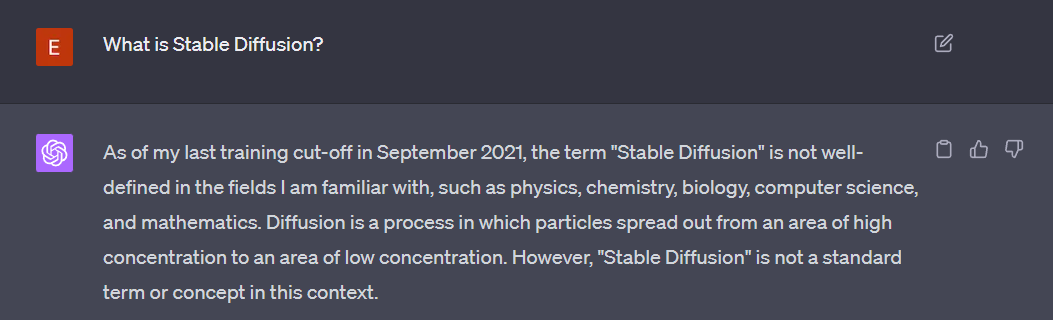 E
What is Stable Diffusion?
As of my last training cut-off in September 2021, the term "Stable Diffusion" is not well-
defined in the fields I am familiar with, such as physics, chemistry, biology, computer science,
and mathematics. Diffusion is a process in which particles spread out from an area of high
concentration to an area of low concentration. However, "Stable Diffusion" is not a standard
term or concept in this context.